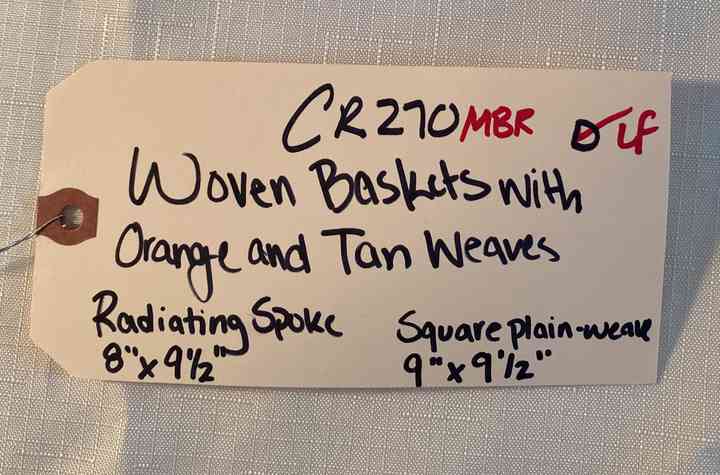 CR270 MBR D LF
Woven Baskets with
Orange and Tan Weaves
Radiating Spoke Square plain-weave
8"x 9½" 9"x 9½"